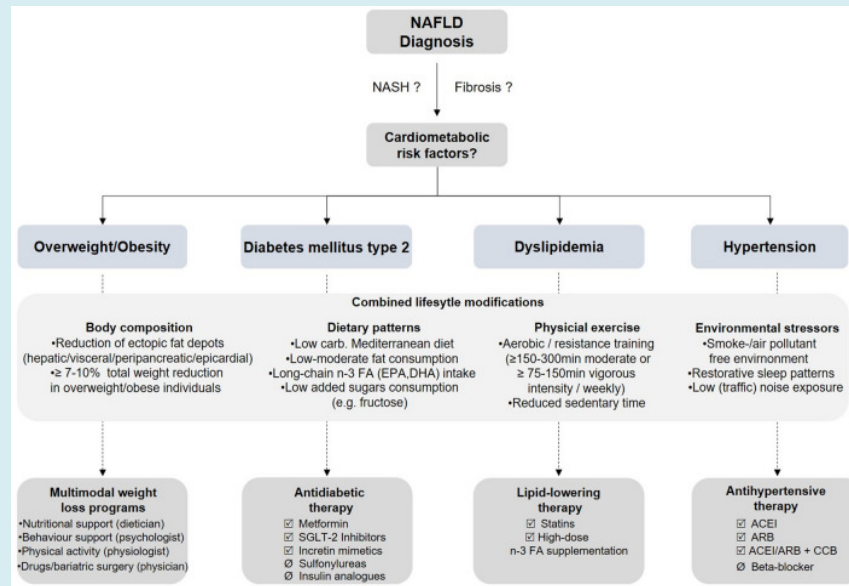 NAFLD
Diagnosis
NASH ?
Fibrosis ?
Cardiometabolic
risk factors?
Overweight/Obesity
Diabetes mellitus type 2
Dyslipidemia
Hypertension
Combined lifesytle modifications
Body composition
•Reduction of ectopic fat depots
(hepatic/visceral/peripancreatic/epicardial)
•≥ 7-10% total weight reduction
in overweight/obese individuals
Dietary patterns
•Low carb. Mediterranean diet
•Low-moderate fat consumption
•Long-chain n-3 FA (EPA,DHA) intake
•Low added sugars consumption
(e.g. fructose)
Physicial exercise
•Aerobic / resistance training
(≥150-300min moderate or
≥ 75-150min vigorous
intensity / weekly)
•Reduced sedentary time
Environmental stressors
•Smoke-/air pollutant
free envirnonment
•Restorative sleep patterns
•Low (traffic) noise exposure
Multimodal weight
loss programs
•Nutritional support (dietician)
•Behaviour support (psychologist)
•Physical activity (physiologist)
•Drugs/bariatric surgery (physician)
Antidiabetic
therapy
☑ Metformin
☑ SGLT-2 Inhibitors
☑ Incretin mimetics
Ø Sulfonylureas
Ø Insulin analogues
Lipid-lowering
therapy
☑ Statins
☑ High-dose
n-3 FA supplementation
Antihypertensive
therapy
☑ ACEI
☑ ARB
☑ ACEI/ARB + CCB
Ø Beta-blocker